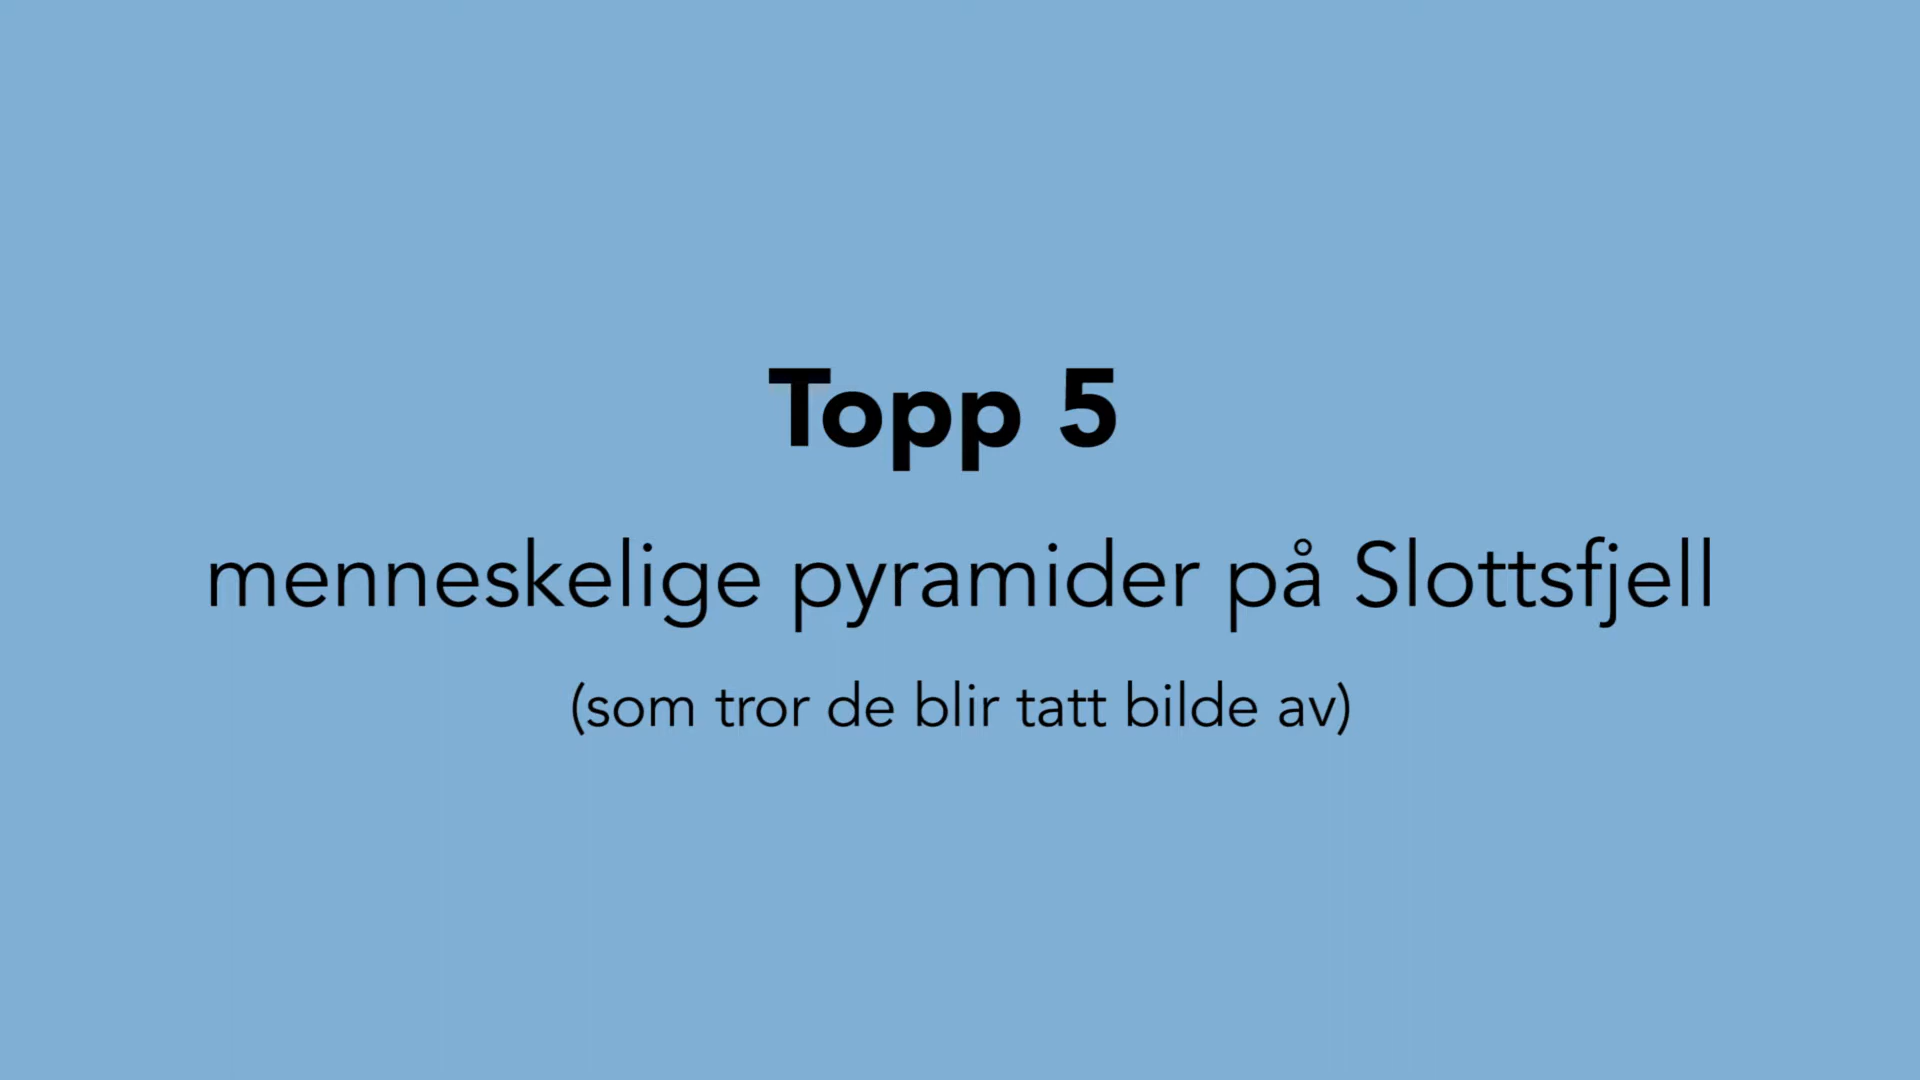 Topp 5
menneskelige pyramider på Slottsfjell
(som tror de blir tatt bilde av)